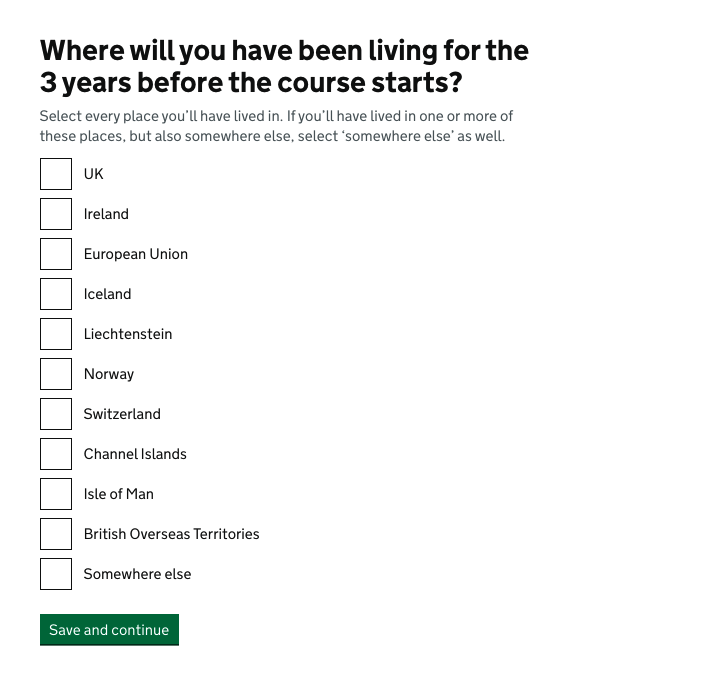 Where will you have been living for the
3 years before the course starts?
Select every place you’ll have lived in. If you’ll have lived in one or more of
these places, but also somewhere else, select ‘somewhere else’ as well.
UK
Ireland
European Union
Iceland
Liechtenstein
Norway
Switzerland
Channel Islands
Isle of Man
British Overseas Territories
Somewhere else
Save and continue